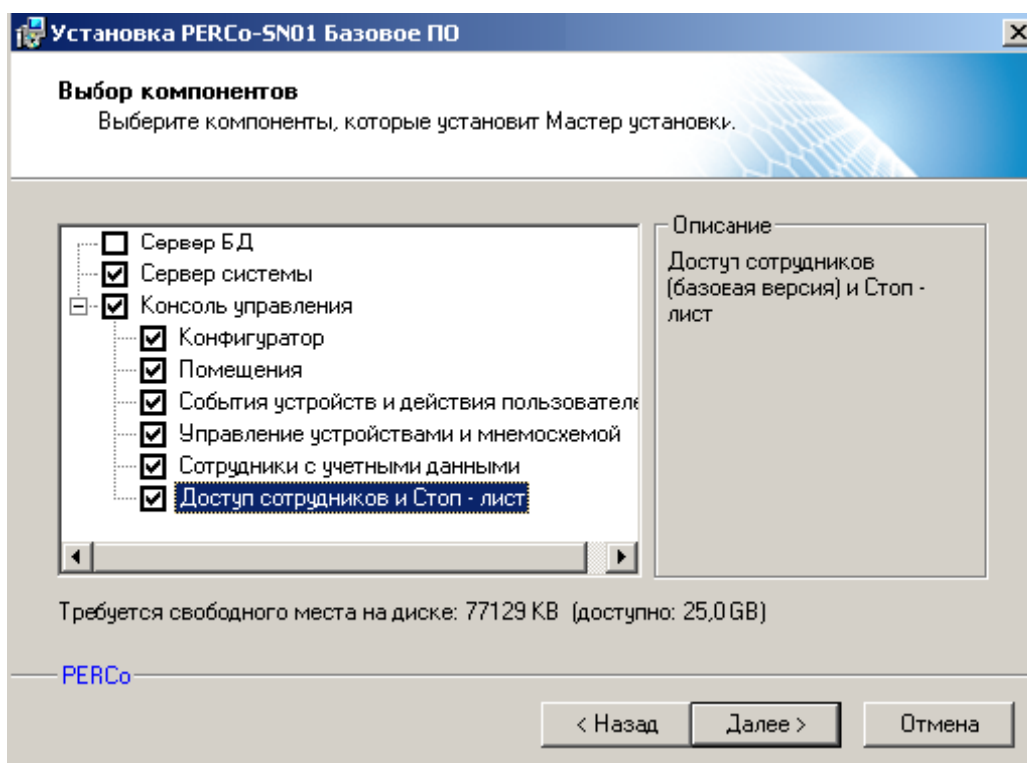 Установка PERCo-SN01 Базовое ПО
Выбор компонентов
Выберите компоненты, которые установит Мастер установки.
Сервер БД
Сервер системы
Консоль управления
Конфигуратор
Помещения
События устройств и действия пользователе
Управление устройствами и мнемосхемой
Сотрудники с учетными данными
Доступ сотрудников и Стоп - лист
Описание
Доступ сотрудников
(базовая версия) и Стоп -
лист
Требуется свободного места на диске: 77129 KB (доступно: 25,0 GB)
PERCo
< Назад
Далее >
Отмена